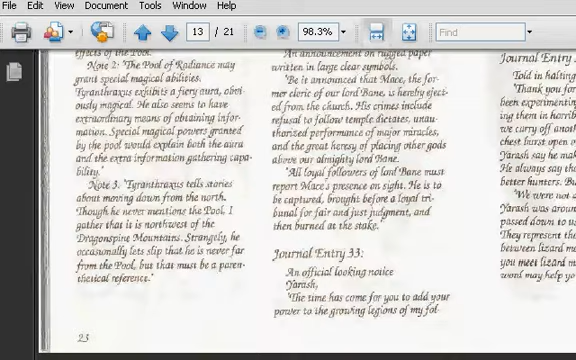 File Edit View Document Tools Window Help
13 / 21 98.3% Find
effects of the Pool.
Note 2: "The Pool of Radiance may
grant special magical abilities.
Tyranthraxus exhibits a fiery aura, obvi-
ously magical. He also seems to have
extraordinary means of obtaining infor-
mation. Special magical powers granted
by the pool would explain both the aura
and the extra information gathering capa-
bility."
Note 3. "Tyranthraxus tells stories
about moving down from the north.
Though he never mentions the Pool, I
gather that it is northwest of the
Dragonspine Mountains. Strangely, he
occasionally lets slip that he is never far
from the Pool, but that must be a paren-
thetical reference."
23
An announcement on rugged paper
written in large clear symbols.
"Be it announced that Mace, the for-
mer cleric of our lord Bane, is hereby eject-
ed from the church. His crimes include
refusal to follow temple dictates, unau-
thorized performance of major miracles,
and the great heresy of placing other gods
above our almighty lord Bane.
"All loyal followers of lord Bane must
report Mace's presence on sight. He is to
be captured, brought before a loyal tri-
bunal for fair and just judgment, and
then burned at the stake.
Journal Entry 33:
An official looking notice
Yarash,
"The time has come for you to add your
power to the growing legions of my fol-
Journal Entry
Told in halting
"Thank you for
been experimenting
ing them in horrib
we carry off anot
chest burst open
Yarash say he mak
He always say tha
better hunters. Bu
"We were not a
Yarash was aroun
passed down to us
They represent th
between lizard m
you meet lizard m
word may help yo